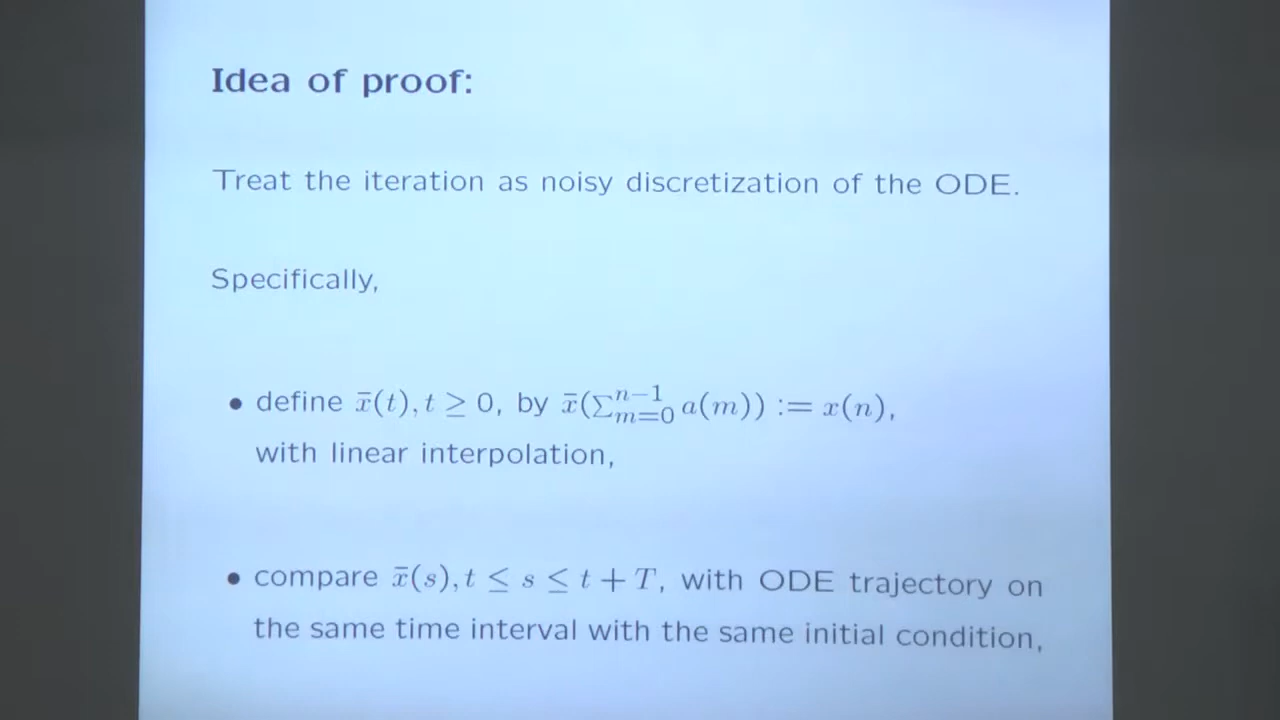 Idea of proof:
Treat the iteration as noisy discretization of the ODE.
Specifically,
• define x̄(t), t ≥ 0, by x̄(∑_{m=0}^{n−1} a(m)) := x(n),
with linear interpolation,
• compare x̄(s), t ≤ s ≤ t + T, with ODE trajectory on
the same time interval with the same initial condition,